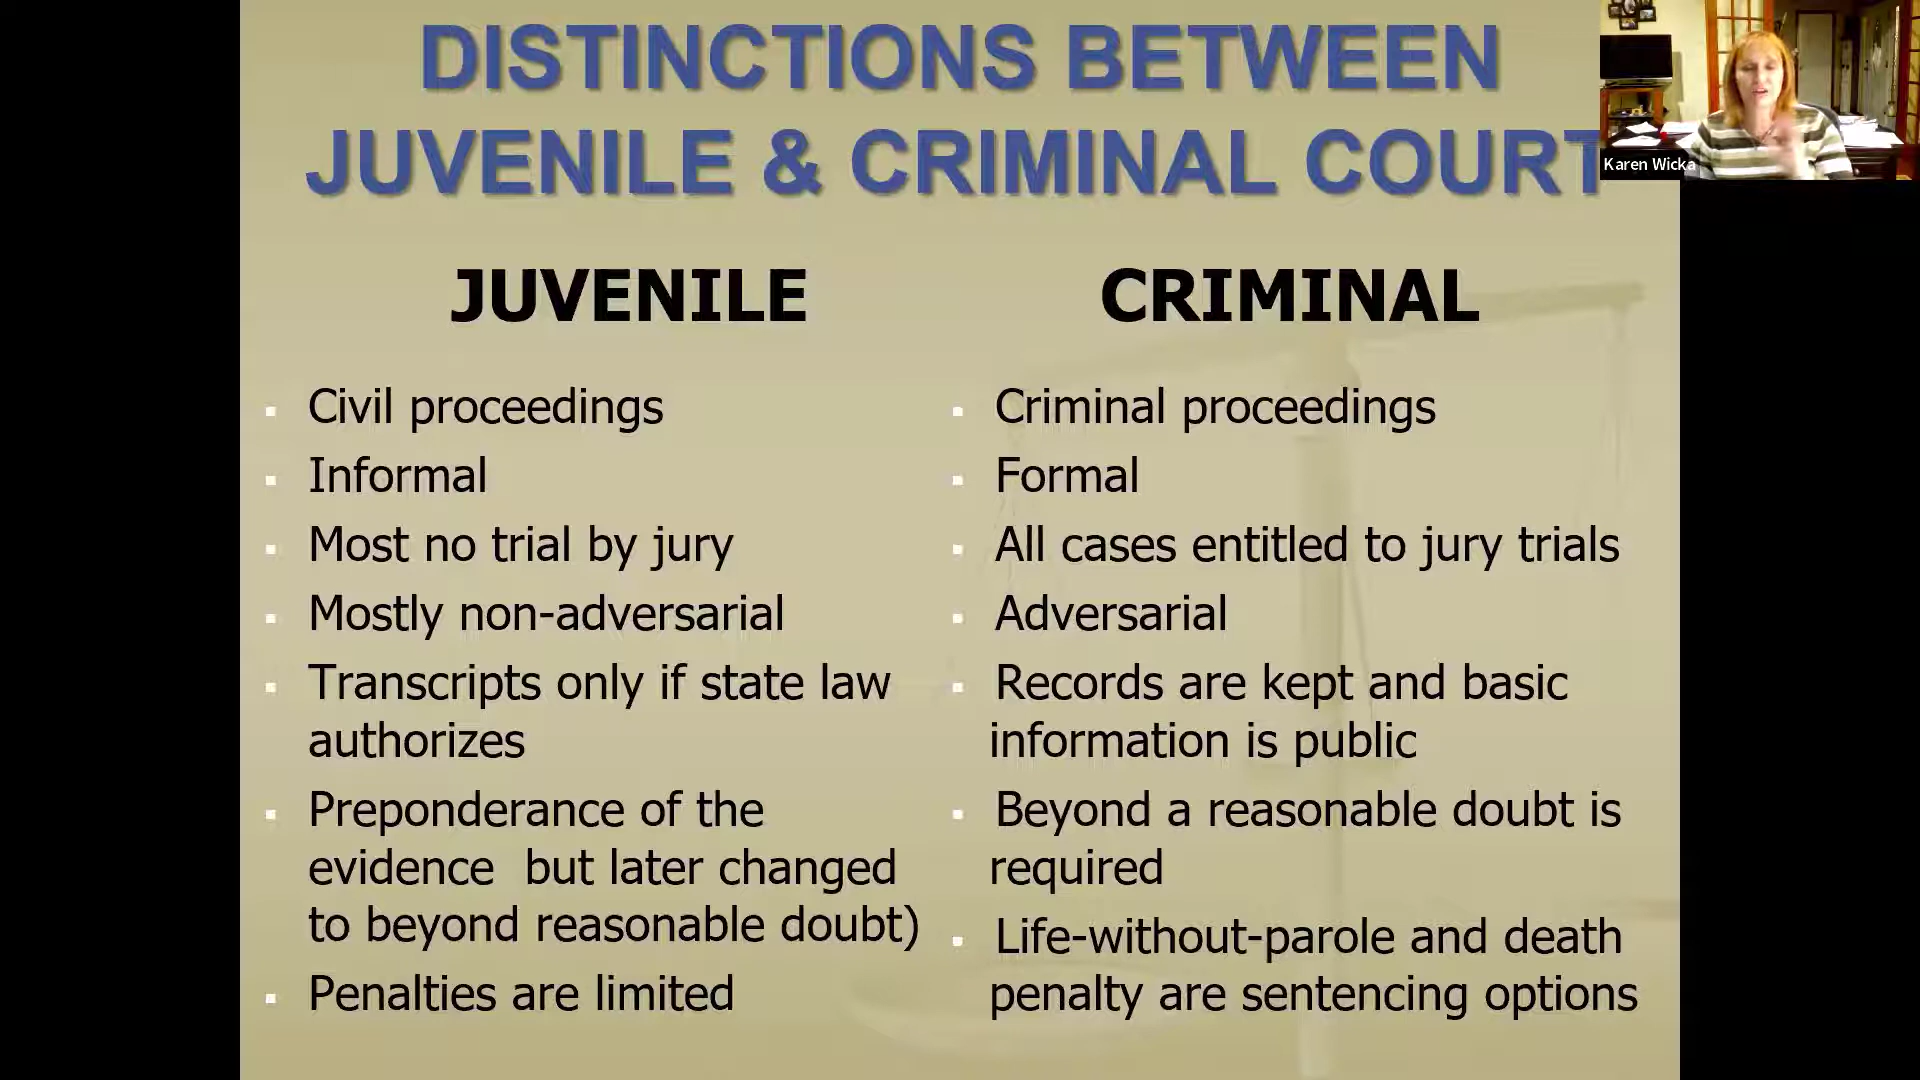 DISTINCTIONS BETWEEN
JUVENILE & CRIMINAL COURT
Karen Wicka
JUVENILE
Civil proceedings
Informal
Most no trial by jury
Mostly non-adversarial
Transcripts only if state law
authorizes
Preponderance of the
evidence but later changed
to beyond reasonable doubt)
Penalties are limited
CRIMINAL
Criminal proceedings
Formal
All cases entitled to jury trials
Adversarial
Records are kept and basic
information is public
Beyond a reasonable doubt is
required
Life-without-parole and death
penalty are sentencing options